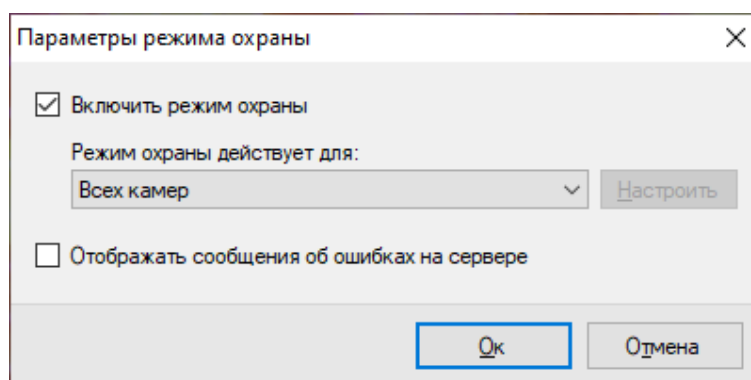 Параметры режима охраны
Включить режим охраны
Режим охраны действует для:
Всех камер
Настроить
Отображать сообщения об ошибках на сервере
Ок
Отмена